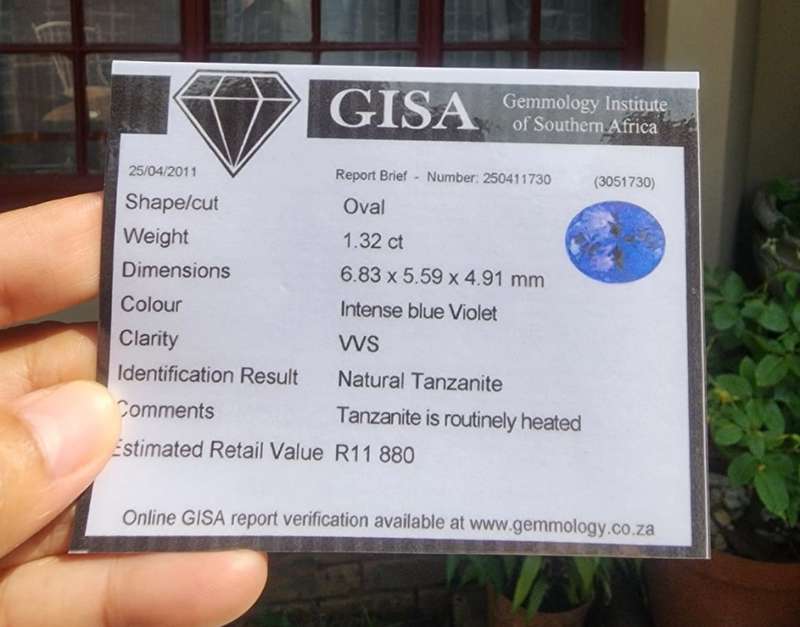 GISA
Gemmology Institute
of Southern Africa
25/04/2011
Report Brief - Number: 250411730 (3051730)
Shape/cut Oval
Weight 1.32 ct
Dimensions 6.83 x 5.59 x 4.91 mm
Colour Intense blue Violet
Clarity VVS
Identification Result Natural Tanzanite
Comments Tanzanite is routinely heated
Estimated Retail Value R11 880
Online GISA report verification available at www.gemmology.co.za